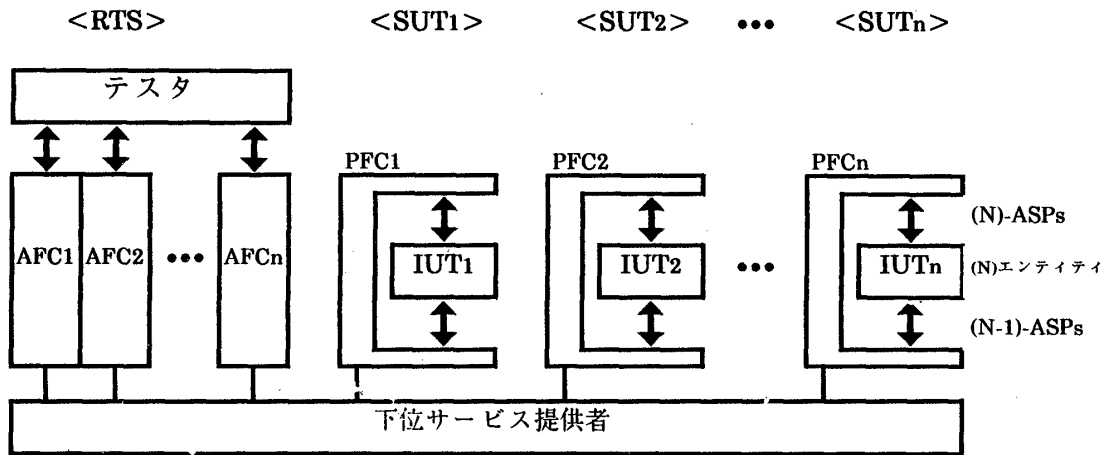 <RTS> <SUT1> <SUT2> ••• <SUTn>
テスタ
PFC1 PFC2 PFCn
(N)-ASPs
AFC1 AFC2 ••• AFCn IUT1 IUT2 ••• IUTn (N)エンティティ
(N-1)-ASPs
下位サービス提供者